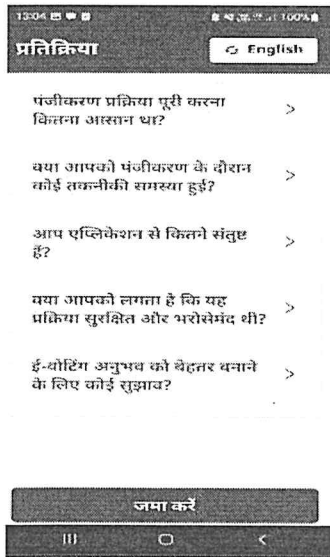 13:04 100%
प्रतिक्रिया
English
पंजीकरण प्रक्रिया पूरी करना
कितना आसान था?
क्या आपको पंजीकरण के दौरान
कोई तकनीकी समस्या हुई?
आप एप्लिकेशन से कितने संतुष्ट
हैं?
क्या आपको लगता है कि यह
प्रक्रिया सुरक्षित और भरोसेमंद थी?
ई-वोटिंग अनुभव को बेहतर बनाने
के लिए कोई सुझाव?
जमा करें